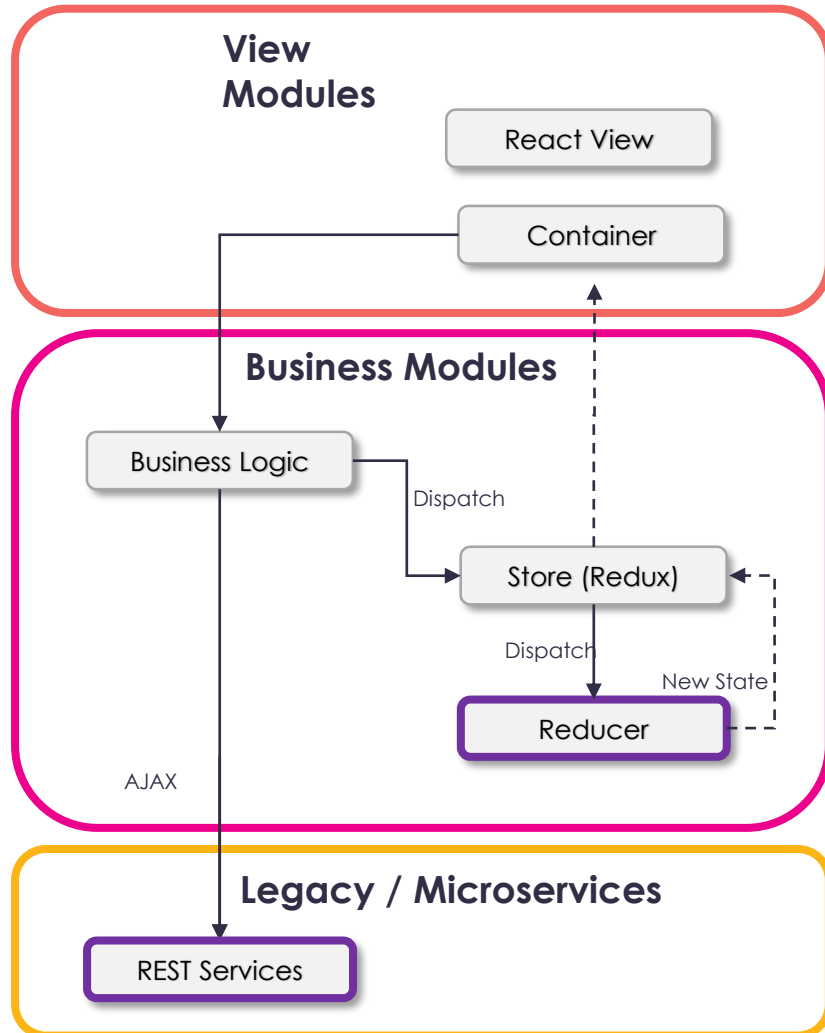 View
Modules
React View
Container
Business Modules
Business Logic
Dispatch
Store (Redux)
Dispatch
New State
Reducer
AJAX
Legacy / Microservices
REST Services